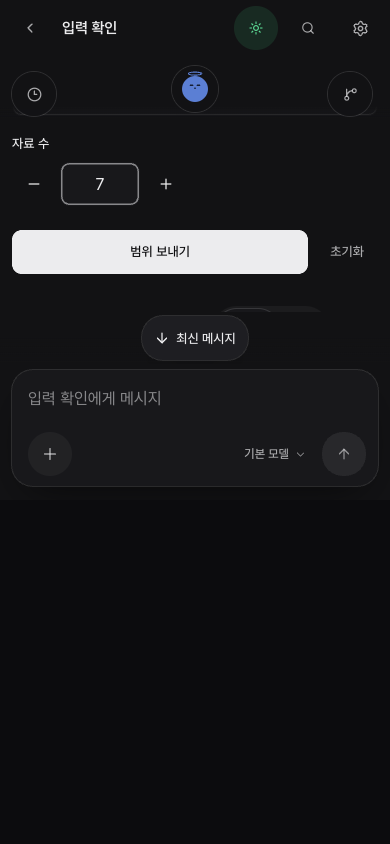 입력 확인
자료 수
7
범위 보내기
초기화
최신 메시지
입력 확인에게 메시지
기본 모델